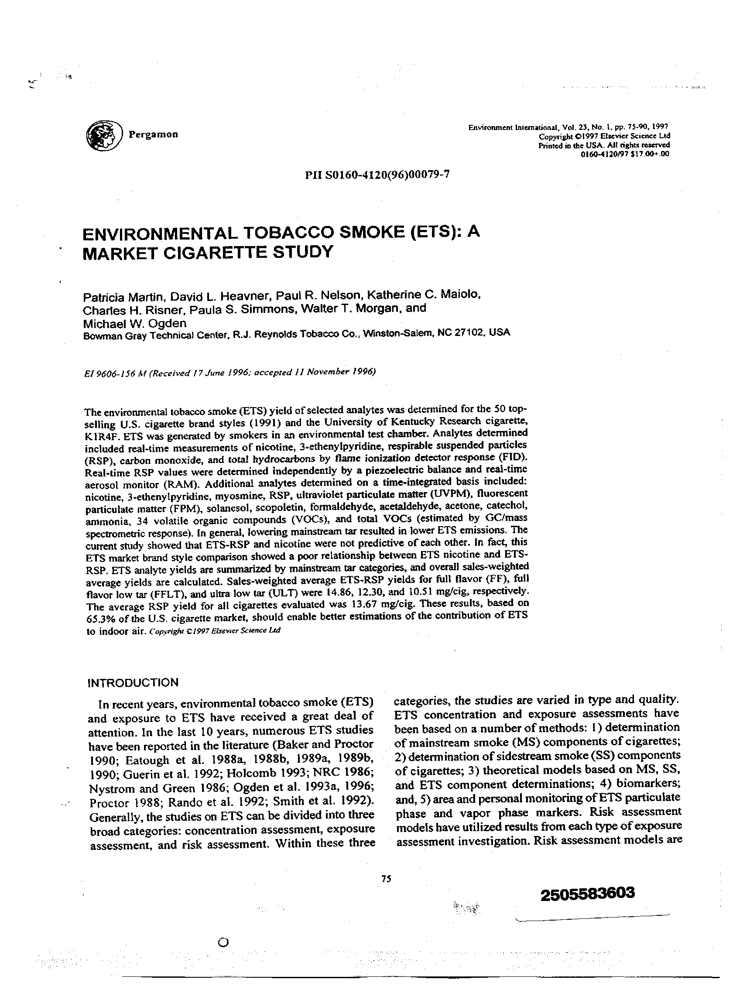 Pergamon
Environment International, Vol. 23, No. 1, pp. 75-90, 1997
Copyright ©1997 Elsevier Science Ltd
Printed in the USA. All rights reserved
0160-4120/97 $17.00+.00
PII S0160-4120(96)00079-7
ENVIRONMENTAL TOBACCO SMOKE (ETS): A
MARKET CIGARETTE STUDY
Patricia Martin, David L. Heavner, Paul R. Nelson, Katherine C. Maiolo,
Charles H. Risner, Paula S. Simmons, Walter T. Morgan, and
Michael W. Ogden
Bowman Gray Technical Center, R.J. Reynolds Tobacco Co., Winston-Salem, NC 27102, USA
EI 9606-156 M (Received 17 June 1996; accepted 11 November 1996)
The environmental tobacco smoke (ETS) yield of selected analytes was determined for the 50 top-
selling U.S. cigarette brand styles (1991) and the University of Kentucky Research cigarette,
K1R4F. ETS was generated by smokers in an environmental test chamber. Analytes determined
included real-time measurements of nicotine, 3-ethenylpyridine, respirable suspended particles
(RSP), carbon monoxide, and total hydrocarbons by flame ionization detector response (FID).
Real-time RSP values were determined independently by a piezoelectric balance and real-time
aerosol monitor (RAM). Additional analytes determined on a time-integrated basis included:
nicotine, 3-ethenylpyridine, myosmine, RSP, ultraviolet particulate matter (UVPM), fluorescent
particulate matter (FPM), solanesol, scopoletin, formaldehyde, acetaldehyde, acetone, catechol,
ammonia, 34 volatile organic compounds (VOCs), and total VOCs (estimated by GC/mass
spectrometric response). In general, lowering mainstream tar resulted in lower ETS emissions. The
current study showed that ETS-RSP and nicotine were not predictive of each other. In fact, this
ETS market brand style comparison showed a poor relationship between ETS nicotine and ETS-
RSP. ETS analyte yields are summarized by mainstream tar categories, and overall sales-weighted
average yields are calculated. Sales-weighted average ETS-RSP yields for full flavor (FF), full
flavor low tar (FFLT), and ultra low tar (ULT) were 14.86, 12.30, and 10.51 mg/cig, respectively.
The average RSP yield for all cigarettes evaluated was 13.67 mg/cig. These results, based on
65.3% of the U.S. cigarette market, should enable better estimations of the contribution of ETS
to indoor air. Copyright ©1997 Elsevier Science Ltd
INTRODUCTION
In recent years, environmental tobacco smoke (ETS)
and exposure to ETS have received a great deal of
attention. In the last 10 years, numerous ETS studies
have been reported in the literature (Baker and Proctor
1990; Eatough et al. 1988a, 1988b, 1989a, 1989b,
1990; Guerin et al. 1992; Holcomb 1993; NRC 1986;
Nystrom and Green 1986; Ogden et al. 1993a, 1996;
Proctor 1988; Rando et al. 1992; Smith et al. 1992).
Generally, the studies on ETS can be divided into three
broad categories: concentration assessment, exposure
assessment, and risk assessment. Within these three
categories, the studies are varied in type and quality.
ETS concentration and exposure assessments have
been based on a number of methods: 1) determination
of mainstream smoke (MS) components of cigarettes;
2) determination of sidestream smoke (SS) components
of cigarettes; 3) theoretical models based on MS, SS,
and ETS component determinations; 4) biomarkers;
and, 5) area and personal monitoring of ETS particulate
phase and vapor phase markers. Risk assessment
models have utilized results from each type of exposure
assessment investigation. Risk assessment models are
75
2505583603